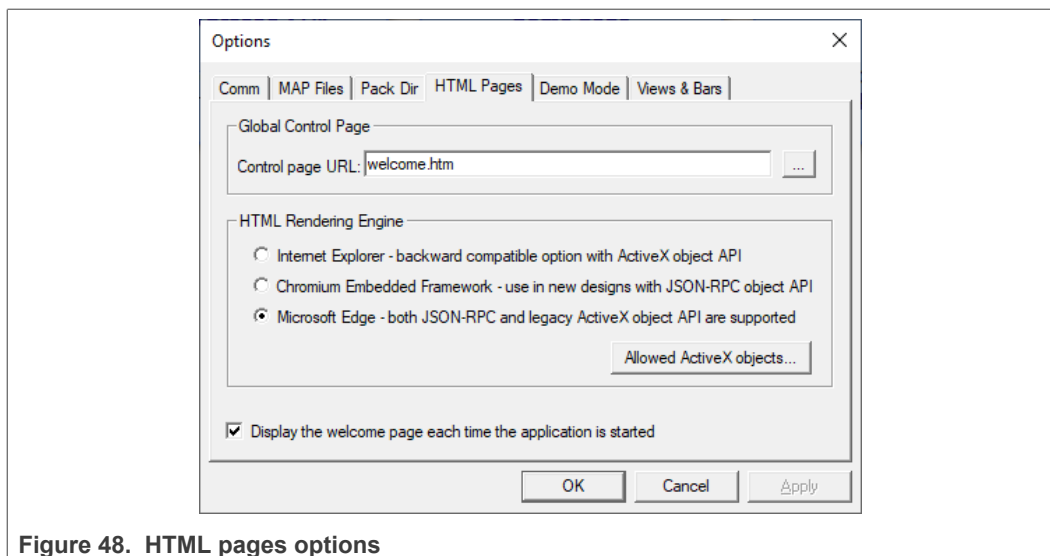 Options
Comm MAP Files Pack Dir HTML Pages Demo Mode Views & Bars
Global Control Page
Control page URL: welcome.htm ...
HTML Rendering Engine
Internet Explorer - backward compatible option with ActiveX object API
Chromium Embedded Framework - use in new designs with JSON-RPC object API
Microsoft Edge - both JSON-RPC and legacy ActiveX object API are supported
Allowed ActiveX objects...
Display the welcome page each time the application is started
OK Cancel Apply
Figure 48. HTML pages options